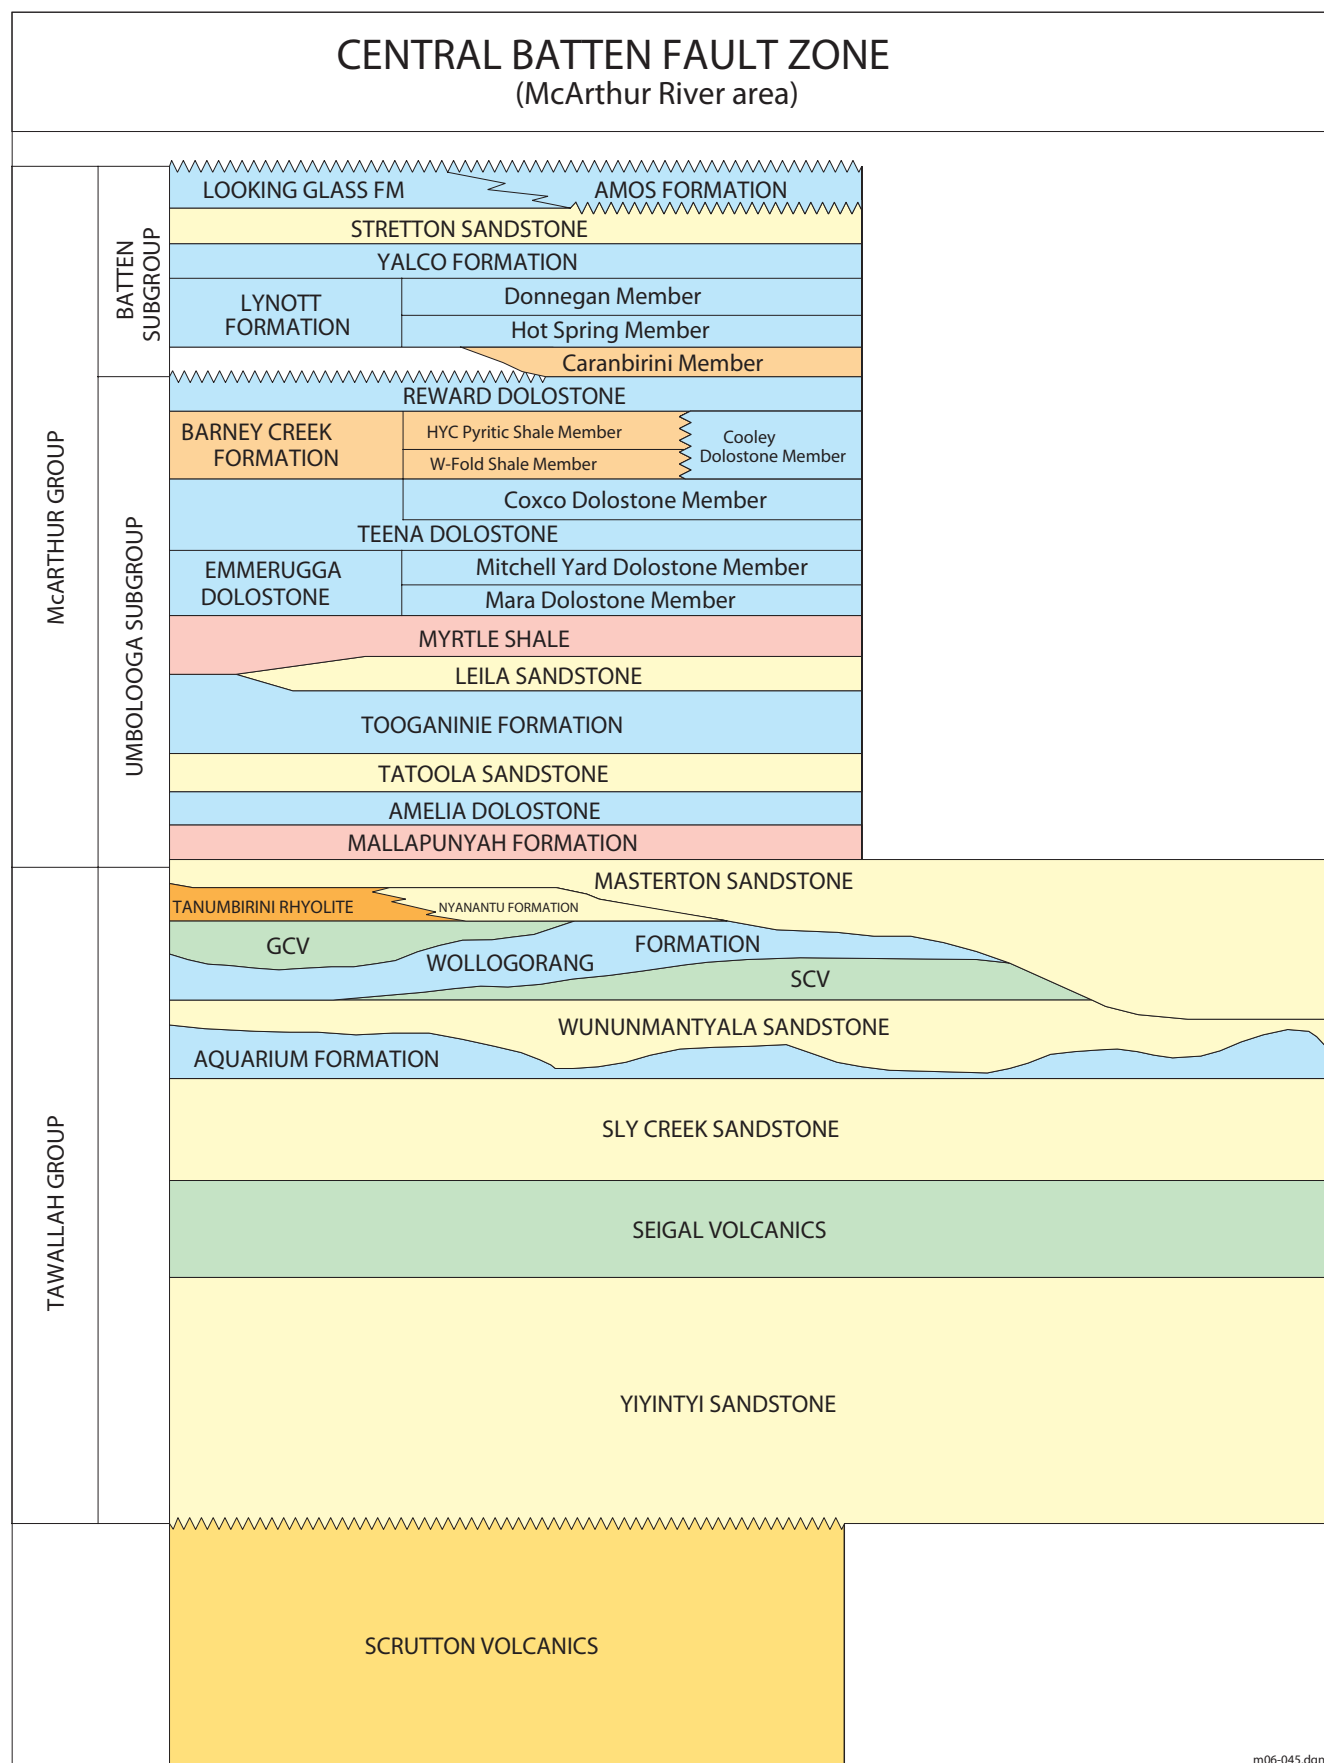 CENTRAL BATTEN FAULT ZONE
(McArthur River area)
McARTHUR GROUP
BATTEN
SUBGROUP
LOOKING GLASS FM
AMOS FORMATION
STRETTON SANDSTONE
YALCO FORMATION
LYNOTT
FORMATION
Donnegan Member
Hot Spring Member
Caranbirini Member
UMBOLOOGA SUBGROUP
REWARD DOLOSTONE
BARNEY CREEK
FORMATION
HYC Pyritic Shale Member
W-Fold Shale Member
Cooley
Dolostone Member
Coxco Dolostone Member
TEENA DOLOSTONE
EMMERUGGA
DOLOSTONE
Mitchell Yard Dolostone Member
Mara Dolostone Member
MYRTLE SHALE
LEILA SANDSTONE
TOOGANINIE FORMATION
TATOOLA SANDSTONE
AMELIA DOLOSTONE
MALLAPUNYAH FORMATION
TAWALLAH GROUP
MASTERTON SANDSTONE
TANUMBIRINI RHYOLITE
NYANANTU FORMATION
GCV
WOLLOGORANG
FORMATION
SCV
WUNUNMANTYALA SANDSTONE
AQUARIUM FORMATION
SLY CREEK SANDSTONE
SEIGAL VOLCANICS
YIYINTYI SANDSTONE
SCRUTTON VOLCANICS
m06-045.dgn